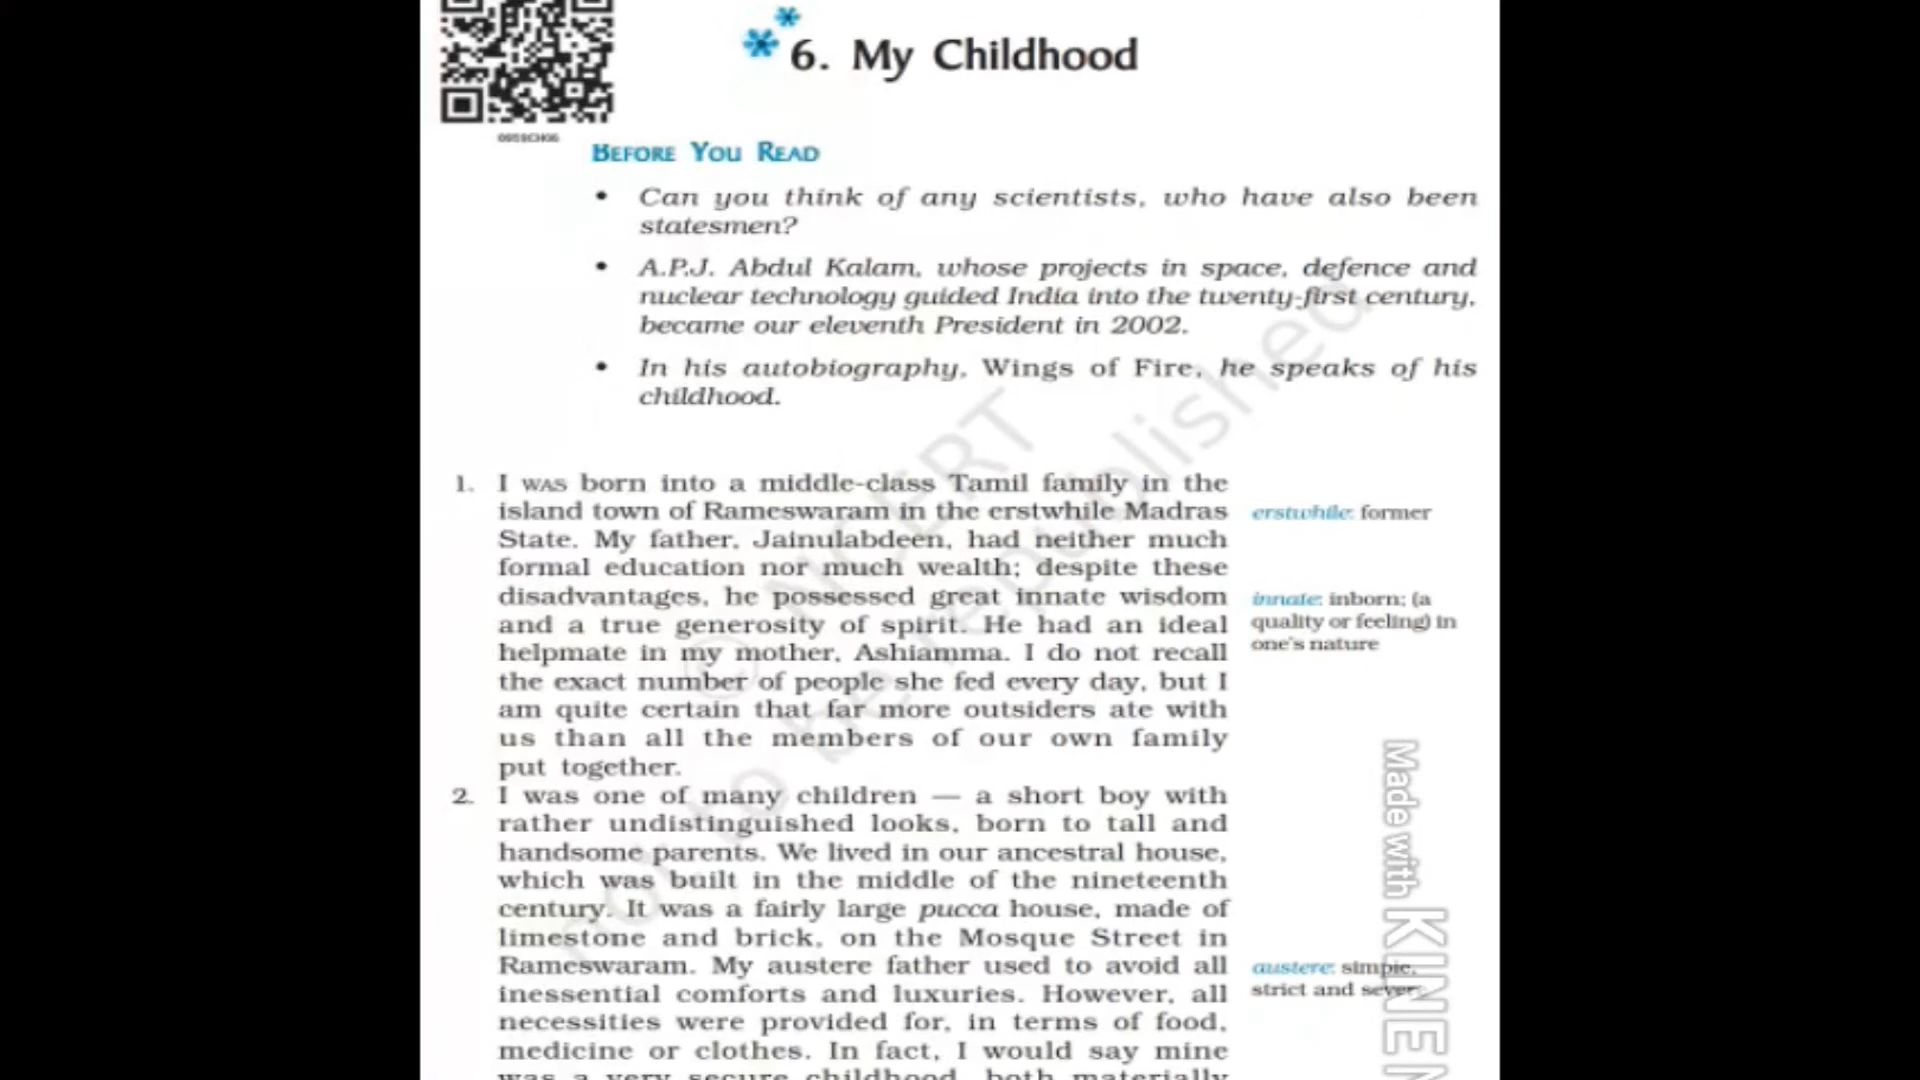 6. My Childhood
0959CH06
BEFORE YOU READ
• Can you think of any scientists, who have also been
statesmen?
• A.P.J. Abdul Kalam, whose projects in space, defence and
nuclear technology guided India into the twenty-first century,
became our eleventh President in 2002.
• In his autobiography, Wings of Fire, he speaks of his
childhood.
1. I WAS born into a middle-class Tamil family in the
island town of Rameswaram in the erstwhile Madras
State. My father, Jainulabdeen, had neither much
formal education nor much wealth; despite these
disadvantages, he possessed great innate wisdom
and a true generosity of spirit. He had an ideal
helpmate in my mother, Ashiamma. I do not recall
the exact number of people she fed every day, but I
am quite certain that far more outsiders ate with
us than all the members of our own family
put together.
erstwhile: former
innate: inborn; (a
quality or feeling) in
one's nature
2. I was one of many children — a short boy with
rather undistinguished looks, born to tall and
handsome parents. We lived in our ancestral house,
which was built in the middle of the nineteenth
century. It was a fairly large pucca house, made of
limestone and brick, on the Mosque Street in
Rameswaram. My austere father used to avoid all
inessential comforts and luxuries. However, all
necessities were provided for, in terms of food,
medicine or clothes. In fact, I would say mine
was a very secure childhood, both materially
austere: simple,
strict and severe
© NCERT
not to be republished
Made with KINEM